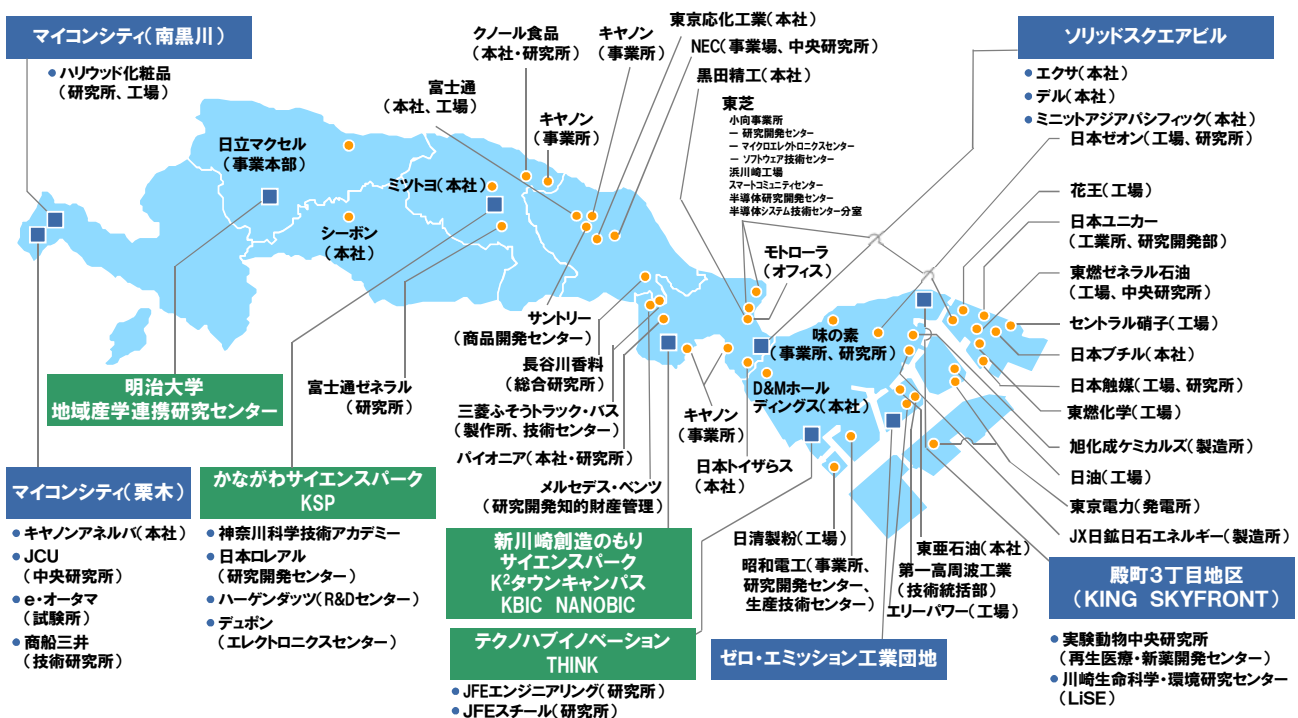 マイコンシティ(南黒川)
●ハリウッド化粧品
(研究所、工場)
日立マクセル
(事業本部)
シーボン
(本社)
富士通
(本社、工場)
クノール食品
(本社・研究所)
キヤノン
(事業所)
ミツトヨ(本社)
キヤノン
(事業所)
東京応化工業(本社)
NEC(事業場、中央研究所)
黒田精工(本社)
東芝
小向事業所
― 研究開発センター
― マイクロエレクトロニクスセンター
― ソフトウェア技術センター
浜川崎工場
スマートコミュニティセンター
半導体研究開発センター
半導体システム技術センター分室
モトローラ
(オフィス)
ソリッドスクエアビル
●エクサ(本社)
●デル(本社)
●ミニットアジアパシフィック(本社)
日本ゼオン(工場、研究所)
花王(工場)
日本ユニカー
(工業所、研究開発部)
東燃ゼネラル石油
(工場、中央研究所)
セントラル硝子(工場)
日本ブチル(本社)
日本触媒(工場、研究所)
東燃化学(工場)
旭化成ケミカルズ(製造所)
日油(工場)
東京電力(発電所)
JX日鉱日石エネルギー(製造所)
味の素
(事業所、研究所)
D&Mホール
ディングス(本社)
サントリー
(商品開発センター)
長谷川香料
(総合研究所)
三菱ふそうトラック・バス
(製作所、技術センター)
パイオニア(本社・研究所)
メルセデス・ベンツ
(研究開発知的財産管理)
キヤノン
(事業所)
日本トイザらス
(本社)
富士通ゼネラル
(研究所)
明治大学
地域産学連携研究センター
マイコンシティ(栗木)
●キヤノンアネルバ(本社)
●JCU
(中央研究所)
●e・オータマ
(試験所)
●商船三井
(技術研究所)
かながわサイエンスパーク
KSP
●神奈川科学技術アカデミー
●日本ロレアル
(研究開発センター)
●ハーゲンダッツ(R&Dセンター)
●デュポン
(エレクトロニクスセンター)
新川崎創造のもり
サイエンスパーク
K²タウンキャンパス
KBIC NANOBIC
テクノハブイノベーション
THINK
●JFEエンジニアリング(研究所)
●JFEスチール(研究所)
日清製粉(工場)
昭和電工(事業所、
研究開発センター、
生産技術センター)
東亜石油(本社)
第一高周波工業
(技術統括部)
エリーパワー(工場)
ゼロ・エミッション工業団地
殿町3丁目地区
(KING SKYFRONT)
●実験動物中央研究所
(再生医療・新薬開発センター)
●川崎生命科学・環境研究センター
(LiSE)